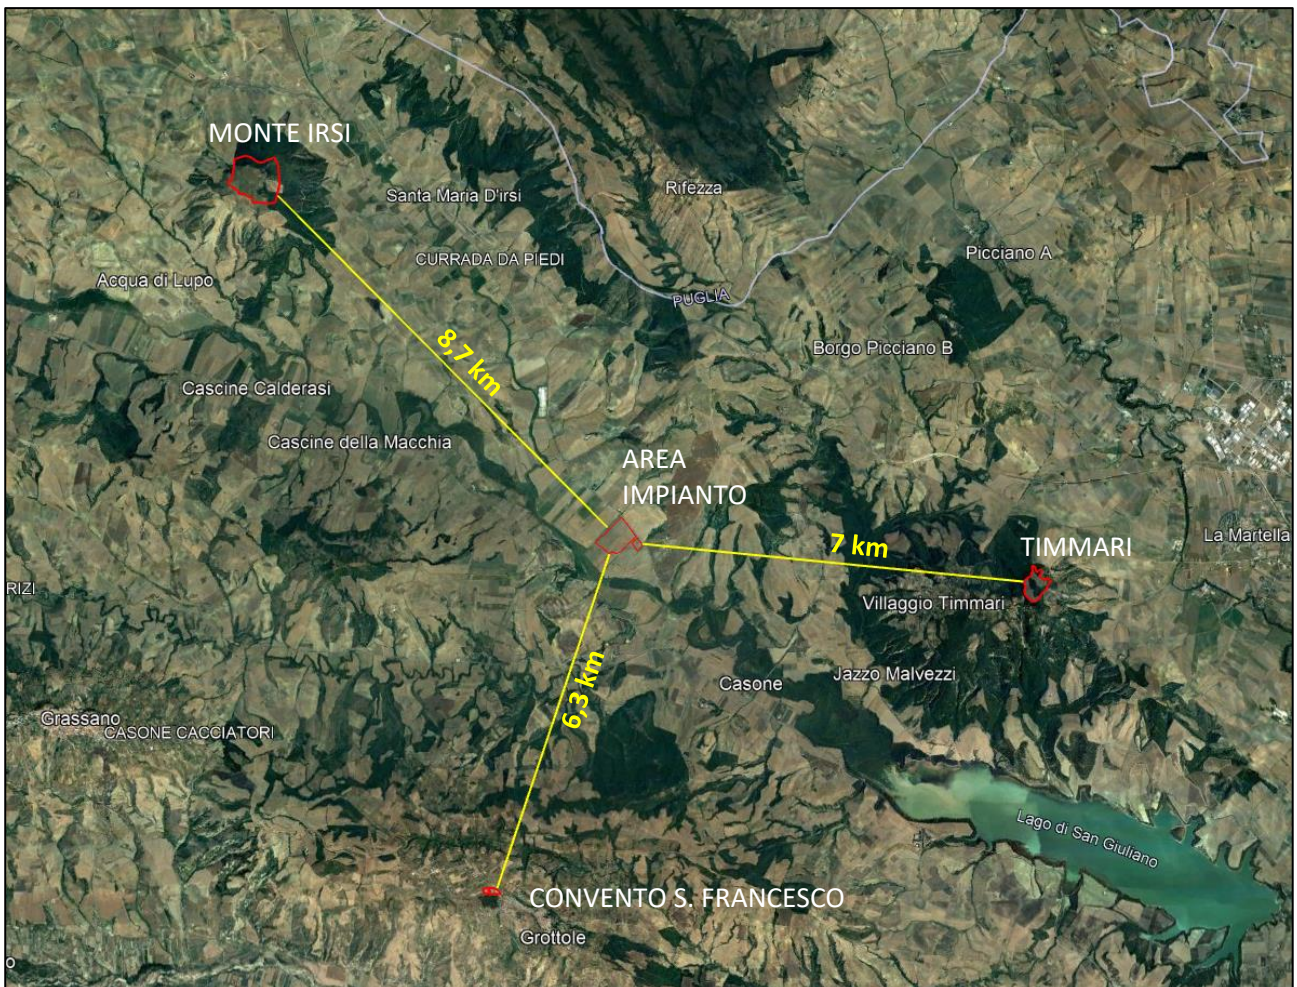 MONTE IRSI
Santa Maria D'irsi
Rifezza
Picciano A
CURRADA DA PIEDI
Acqua di Lupo
PUGLIA
8,7 km
Borgo Picciano B
Cascine Calderasi
Cascine della Macchia
AREA
IMPIANTO
La Martella
7 km
TIMMARI
RIZI
Villaggio Timmari
6,3 km
Jazzo Malvezzi
Casone
Grassano
CASONE CACCIATORI
Lago di San Giuliano
CONVENTO S. FRANCESCO
Grottole
o